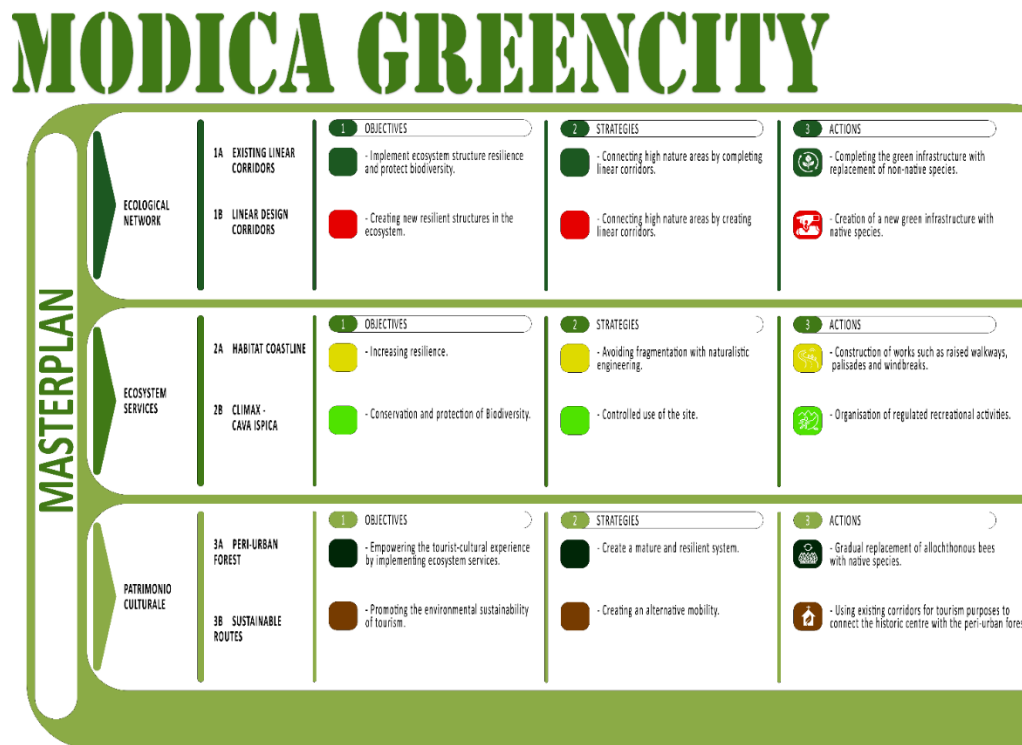 MODICA GREENCITY
MASTERPLAN
ECOLOGICAL
NETWORK
1A EXISTING LINEAR
CORRIDORS
1B LINEAR DESIGN
CORRIDORS
1 OBJECTIVES
- Implement ecosystem structure resilience
and protect biodiversity.
- Creating new resilient structures in the
ecosystem.
2 STRATEGIES
- Connecting high nature areas by completing
linear corridors.
- Connecting high nature areas by creating
linear corridors.
3 ACTIONS
- Completing the green infrastructure with
replacement of non-native species.
- Creation of a new green infrastructure with
native species.
ECOSYSTEM
SERVICES
2A HABITAT COASTLINE
2B CLIMAX -
CAVA ISPICA
1 OBJECTIVES
- Increasing resilience.
- Conservation and protection of Biodiversity.
2 STRATEGIES
- Avoiding fragmentation with naturalistic
engineering.
- Controlled use of the site.
3 ACTIONS
- Construction of works such as raised walkways,
palisades and windbreaks.
- Organisation of regulated recreational activities.
PATRIMONIO
CULTURALE
3A PERI-URBAN
FOREST
3B SUSTAINABLE
ROUTES
1 OBJECTIVES
- Empowering the tourist-cultural experience
by implementing ecosystem services.
- Promoting the environmental sustainability
of tourism.
2 STRATEGIES
- Create a mature and resilient system.
- Creating an alternative mobility.
3 ACTIONS
- Gradual replacement of allochthonous bees
with native species.
- Using existing corridors for tourism purposes to
connect the historic centre with the peri-urban fores